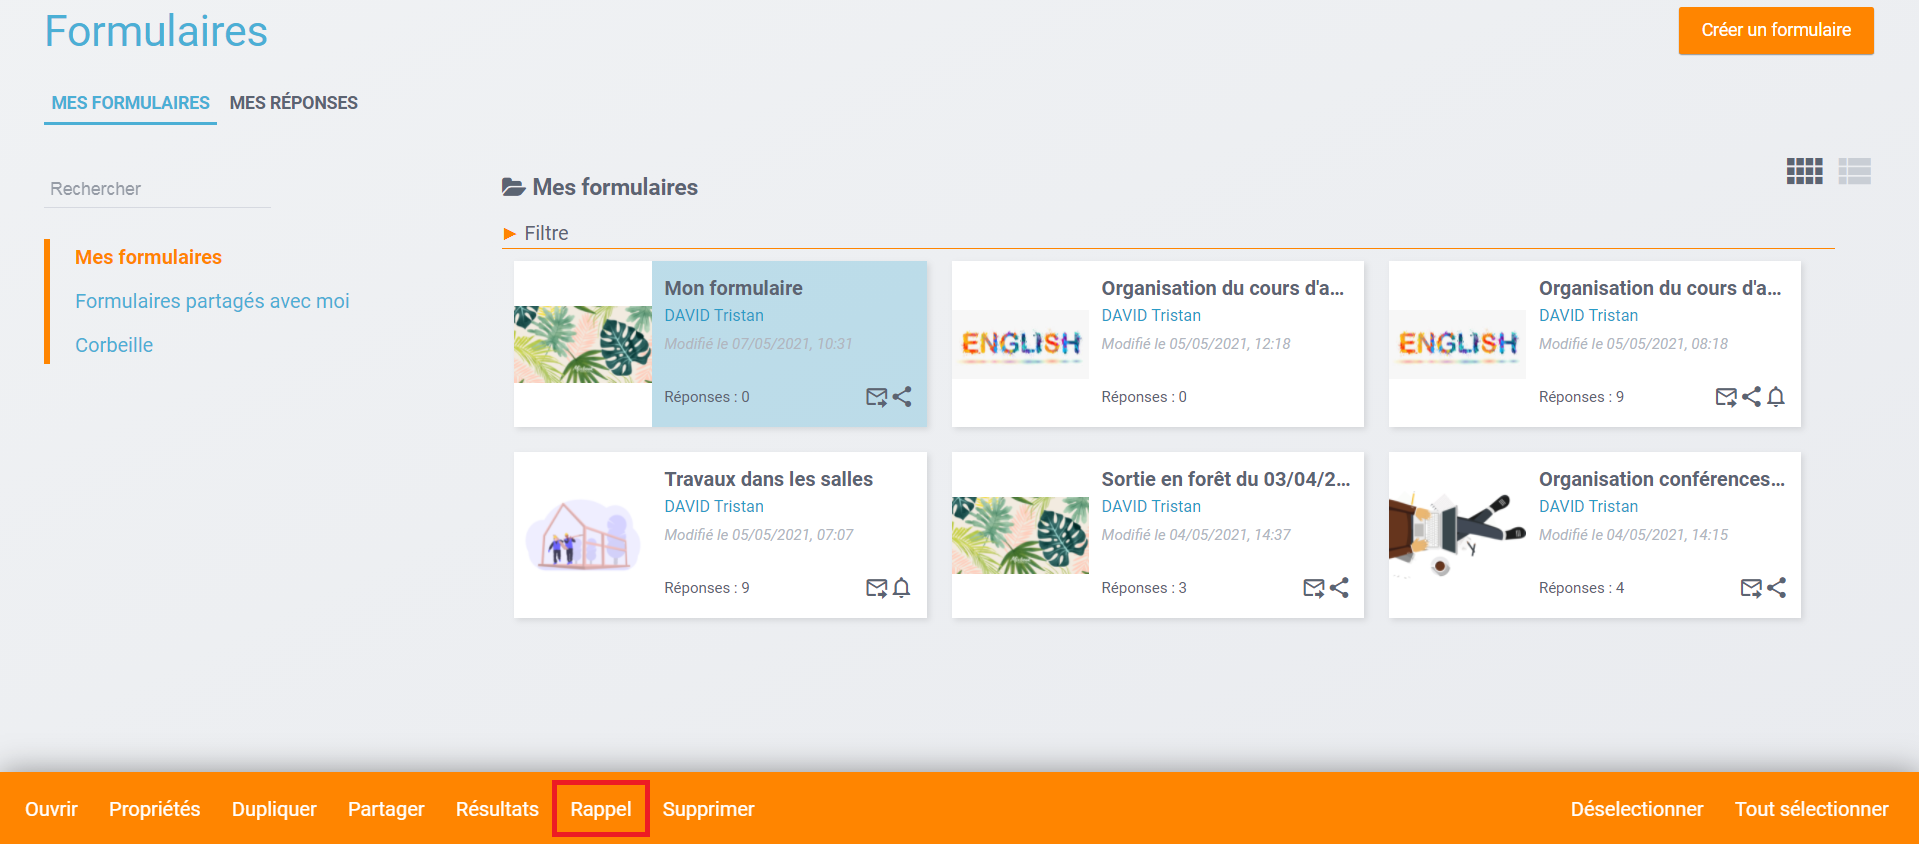 Formulaires
Créer un formulaire
MES FORMULAIRES
MES RÉPONSES
Rechercher
Mes formulaires
Formulaires partagés avec moi
Corbeille
Mes formulaires
Filtre
Mon formulaire
DAVID Tristan
Modifié le 07/05/2021, 10:31
Réponses : 0
ENGLISH
Organisation du cours d'a...
DAVID Tristan
Modifié le 05/05/2021, 12:18
Réponses : 0
ENGLISH
Organisation du cours d'a...
DAVID Tristan
Modifié le 05/05/2021, 08:18
Réponses : 9
Travaux dans les salles
DAVID Tristan
Modifié le 05/05/2021, 07:07
Réponses : 9
Sortie en forêt du 03/04/2...
DAVID Tristan
Modifié le 04/05/2021, 14:37
Réponses : 3
Organisation conférences...
DAVID Tristan
Modifié le 04/05/2021, 14:15
Réponses : 4
Ouvrir
Propriétés
Dupliquer
Partager
Résultats
Rappel
Supprimer
Déselectionner
Tout sélectionner